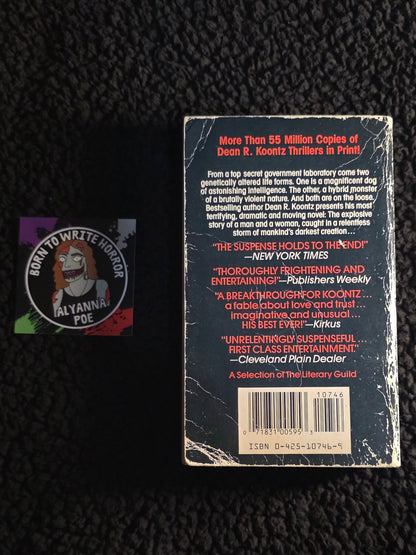 BORN TO WRITE HORROR
ALYANNA
POE
More Than 55 Million Copies of
Dean R. Koontz Thrillers in Print!
From a top secret government laboratory come two
genetically altered life forms. One is a magnificent dog of
astonishing intelligence. The other, a hybrid monster
of a brutally violent nature. And both are on the loose.
Bestselling author Dean R. Koontz presents his most
terrifying, dramatic and moving novel: The explosive
story of a man and a woman, caught in a relentless
storm of mankind's darkest creation...
"THE SUSPENSE HOLDS TO THE END!"
—NEW YORK TIMES
"THOROUGHLY FRIGHTENING AND
ENTERTAINING!"—Publishers Weekly
"A BREAKTHROUGH FOR KOONTZ...
a fable about love and trust...
imaginative and unusual...
HIS BEST EVER!"—Kirkus
"UNRELENTINGLY SUSPENSEFUL...
FIRST CLASS ENTERTAINMENT."
—Cleveland Plain Dealer
A Selection of The Literary Guild
10746
0 71831 00595 3
ISBN 0-425-10746-9